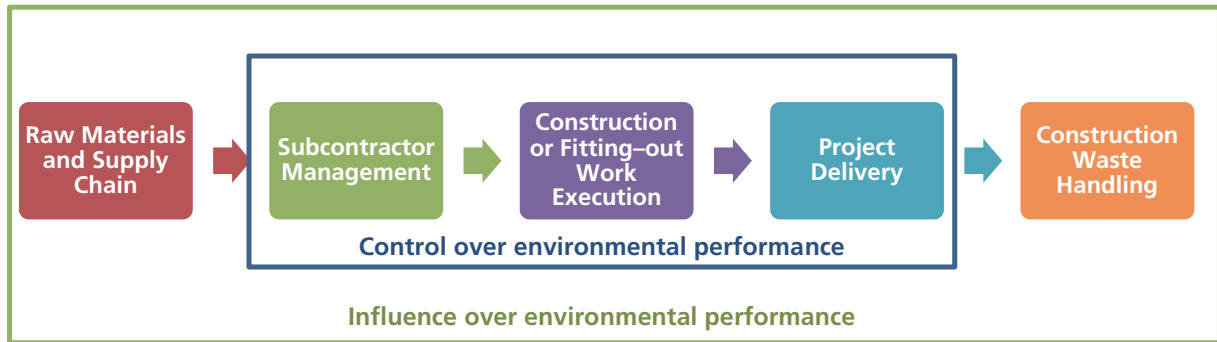 Raw Materials
and Supply
Chain
Subcontractor
Management
Construction
or Fitting–out
Work
Execution
Project
Delivery
Construction
Waste
Handling
Control over environmental performance
Influence over environmental performance